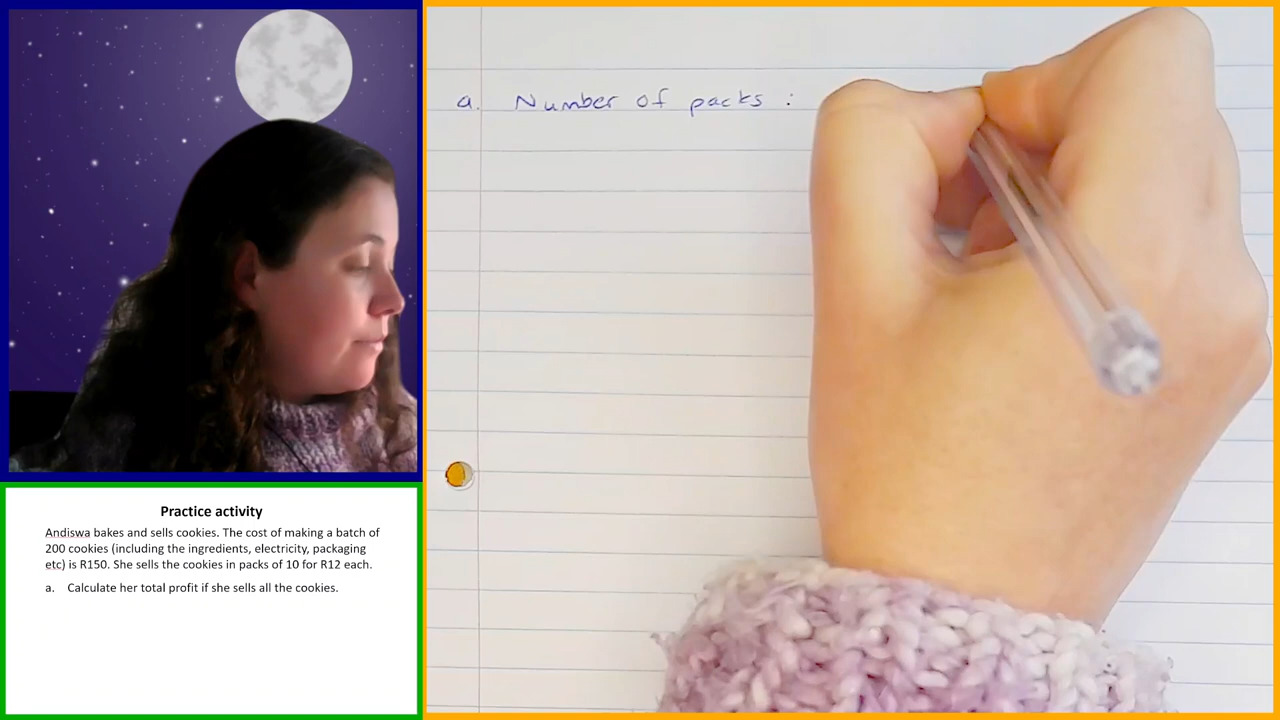 a. Number of packs :
Practice activity
Andiswa bakes and sells cookies. The cost of making a batch of
200 cookies (including the ingredients, electricity, packaging
etc) is R150. She sells the cookies in packs of 10 for R12 each.
a. Calculate her total profit if she sells all the cookies.